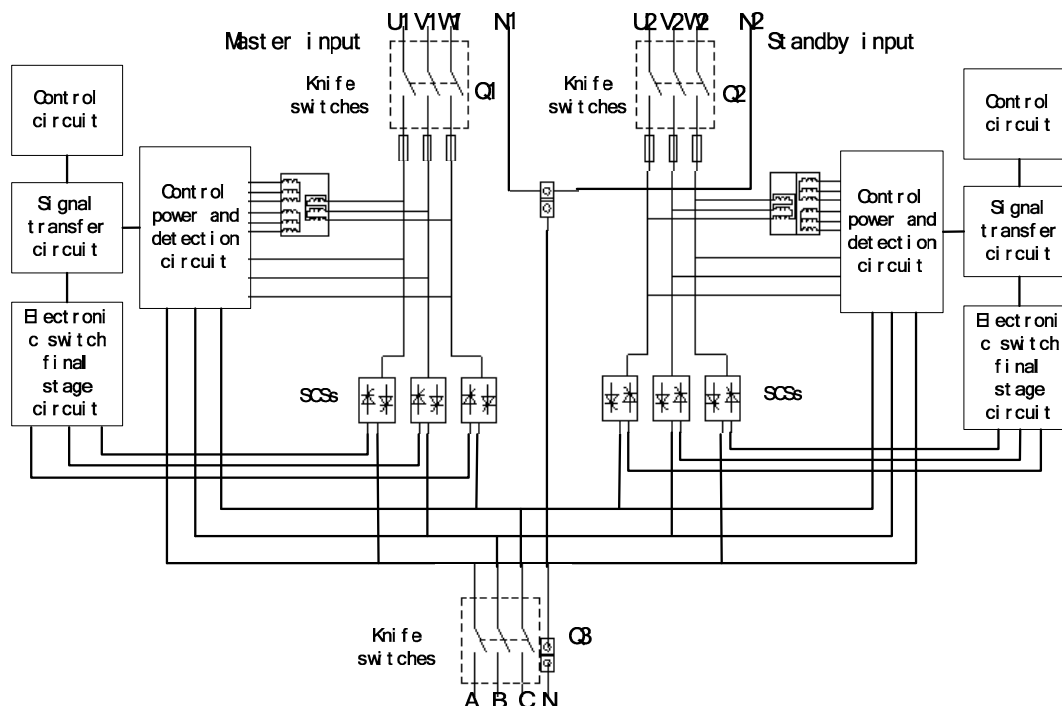 U1 V1 W1 N1
U2 V2 W2 N2
Master input
Standby input
Knife
switches
Q1
Knife
switches
Q2
Control
circuit
Control
circuit
Control
power and
detection
circuit
Control
power and
detection
circuit
Signal
transfer
circuit
Signal
transfer
circuit
Electroni
c switch
final
stage
circuit
Electroni
c switch
final
stage
circuit
SCSs
SCSs
Knife
switches
Q3
A B C N